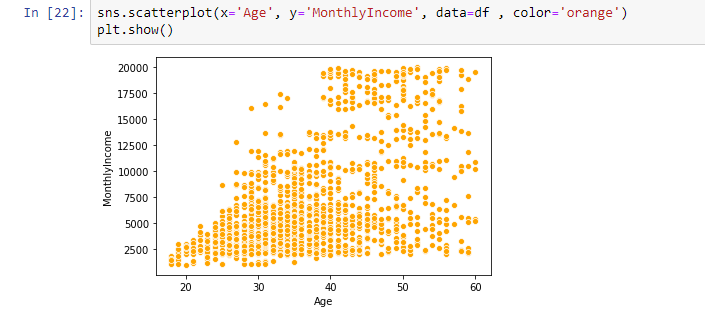 In [22]: sns.scatterplot(x='Age', y='MonthlyIncome', data=df , color='orange')
plt.show()
20000
17500
15000
12500
10000
7500
5000
2500
MonthlyIncome
20 30 40 50 60
Age